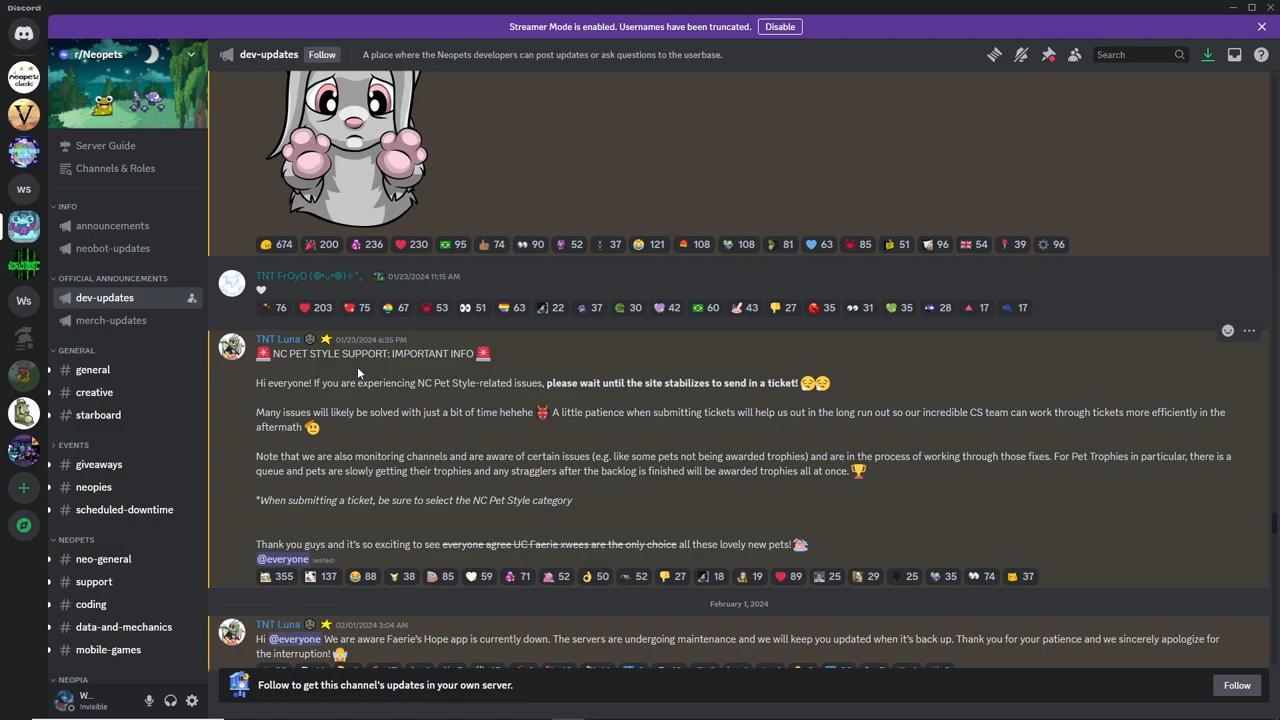 Discord
Streamer Mode is enabled. Usernames have been truncated. Disable
r/Neopets
dev-updates Follow A place where the Neopets developers can post updates or ask questions to the userbase. Search
neopets classic
V
ws
Ws
Server Guide
Channels & Roles
INFO
announcements
neobot-updates
OFFICIAL ANNOUNCEMENTS
dev-updates
merch-updates
GENERAL
general
creative
starboard
EVENTS
giveaways
neopies
scheduled-downtime
NEOPETS
neo-general
support
coding
data-and-mechanics
mobile-games
NEOPIA
W...
Invisible
674 200 236 230 95 74 90 52 37 121 108 108 81 63 85 51 96 54 39 96
TNT FrOyO 01/23/2024 11:15 AM
76 203 75 67 53 51 63 22 37 30 42 60 43 27 35 31 35 28 17 17
TNT Luna 01/23/2024 6:35 PM
NC PET STYLE SUPPORT: IMPORTANT INFO
Hi everyone! If you are experiencing NC Pet Style-related issues, please wait until the site stabilizes to send in a ticket!
Many issues will likely be solved with just a bit of time hehehe A little patience when submitting tickets will help us out in the long run out so our incredible CS team can work through tickets more efficiently in the
aftermath
Note that we are also monitoring channels and are aware of certain issues (e.g. like some pets not being awarded trophies) and are in the process of working through those fixes. For Pet Trophies in particular, there is a
queue and pets are slowly getting their trophies and any stragglers after the backlog is finished will be awarded trophies all at once.
*When submitting a ticket, be sure to select the NC Pet Style category
Thank you guys and it's so exciting to see everyone agree UC Faerie xwees are the only choice all these lovely new pets!
@everyone (edited)
355 137 88 38 85 59 71 52 50 52 27 18 19 89 25 29 25 35 74 37
February 1, 2024
TNT Luna 02/01/2024 3:04 AM
Hi @everyone We are aware Faerie's Hope app is currently down. The servers are undergoing maintenance and we will keep you updated when it's back up. Thank you for your patience and we sincerely apologize for
the interruption!
Follow to get this channel's updates in your own server. Follow